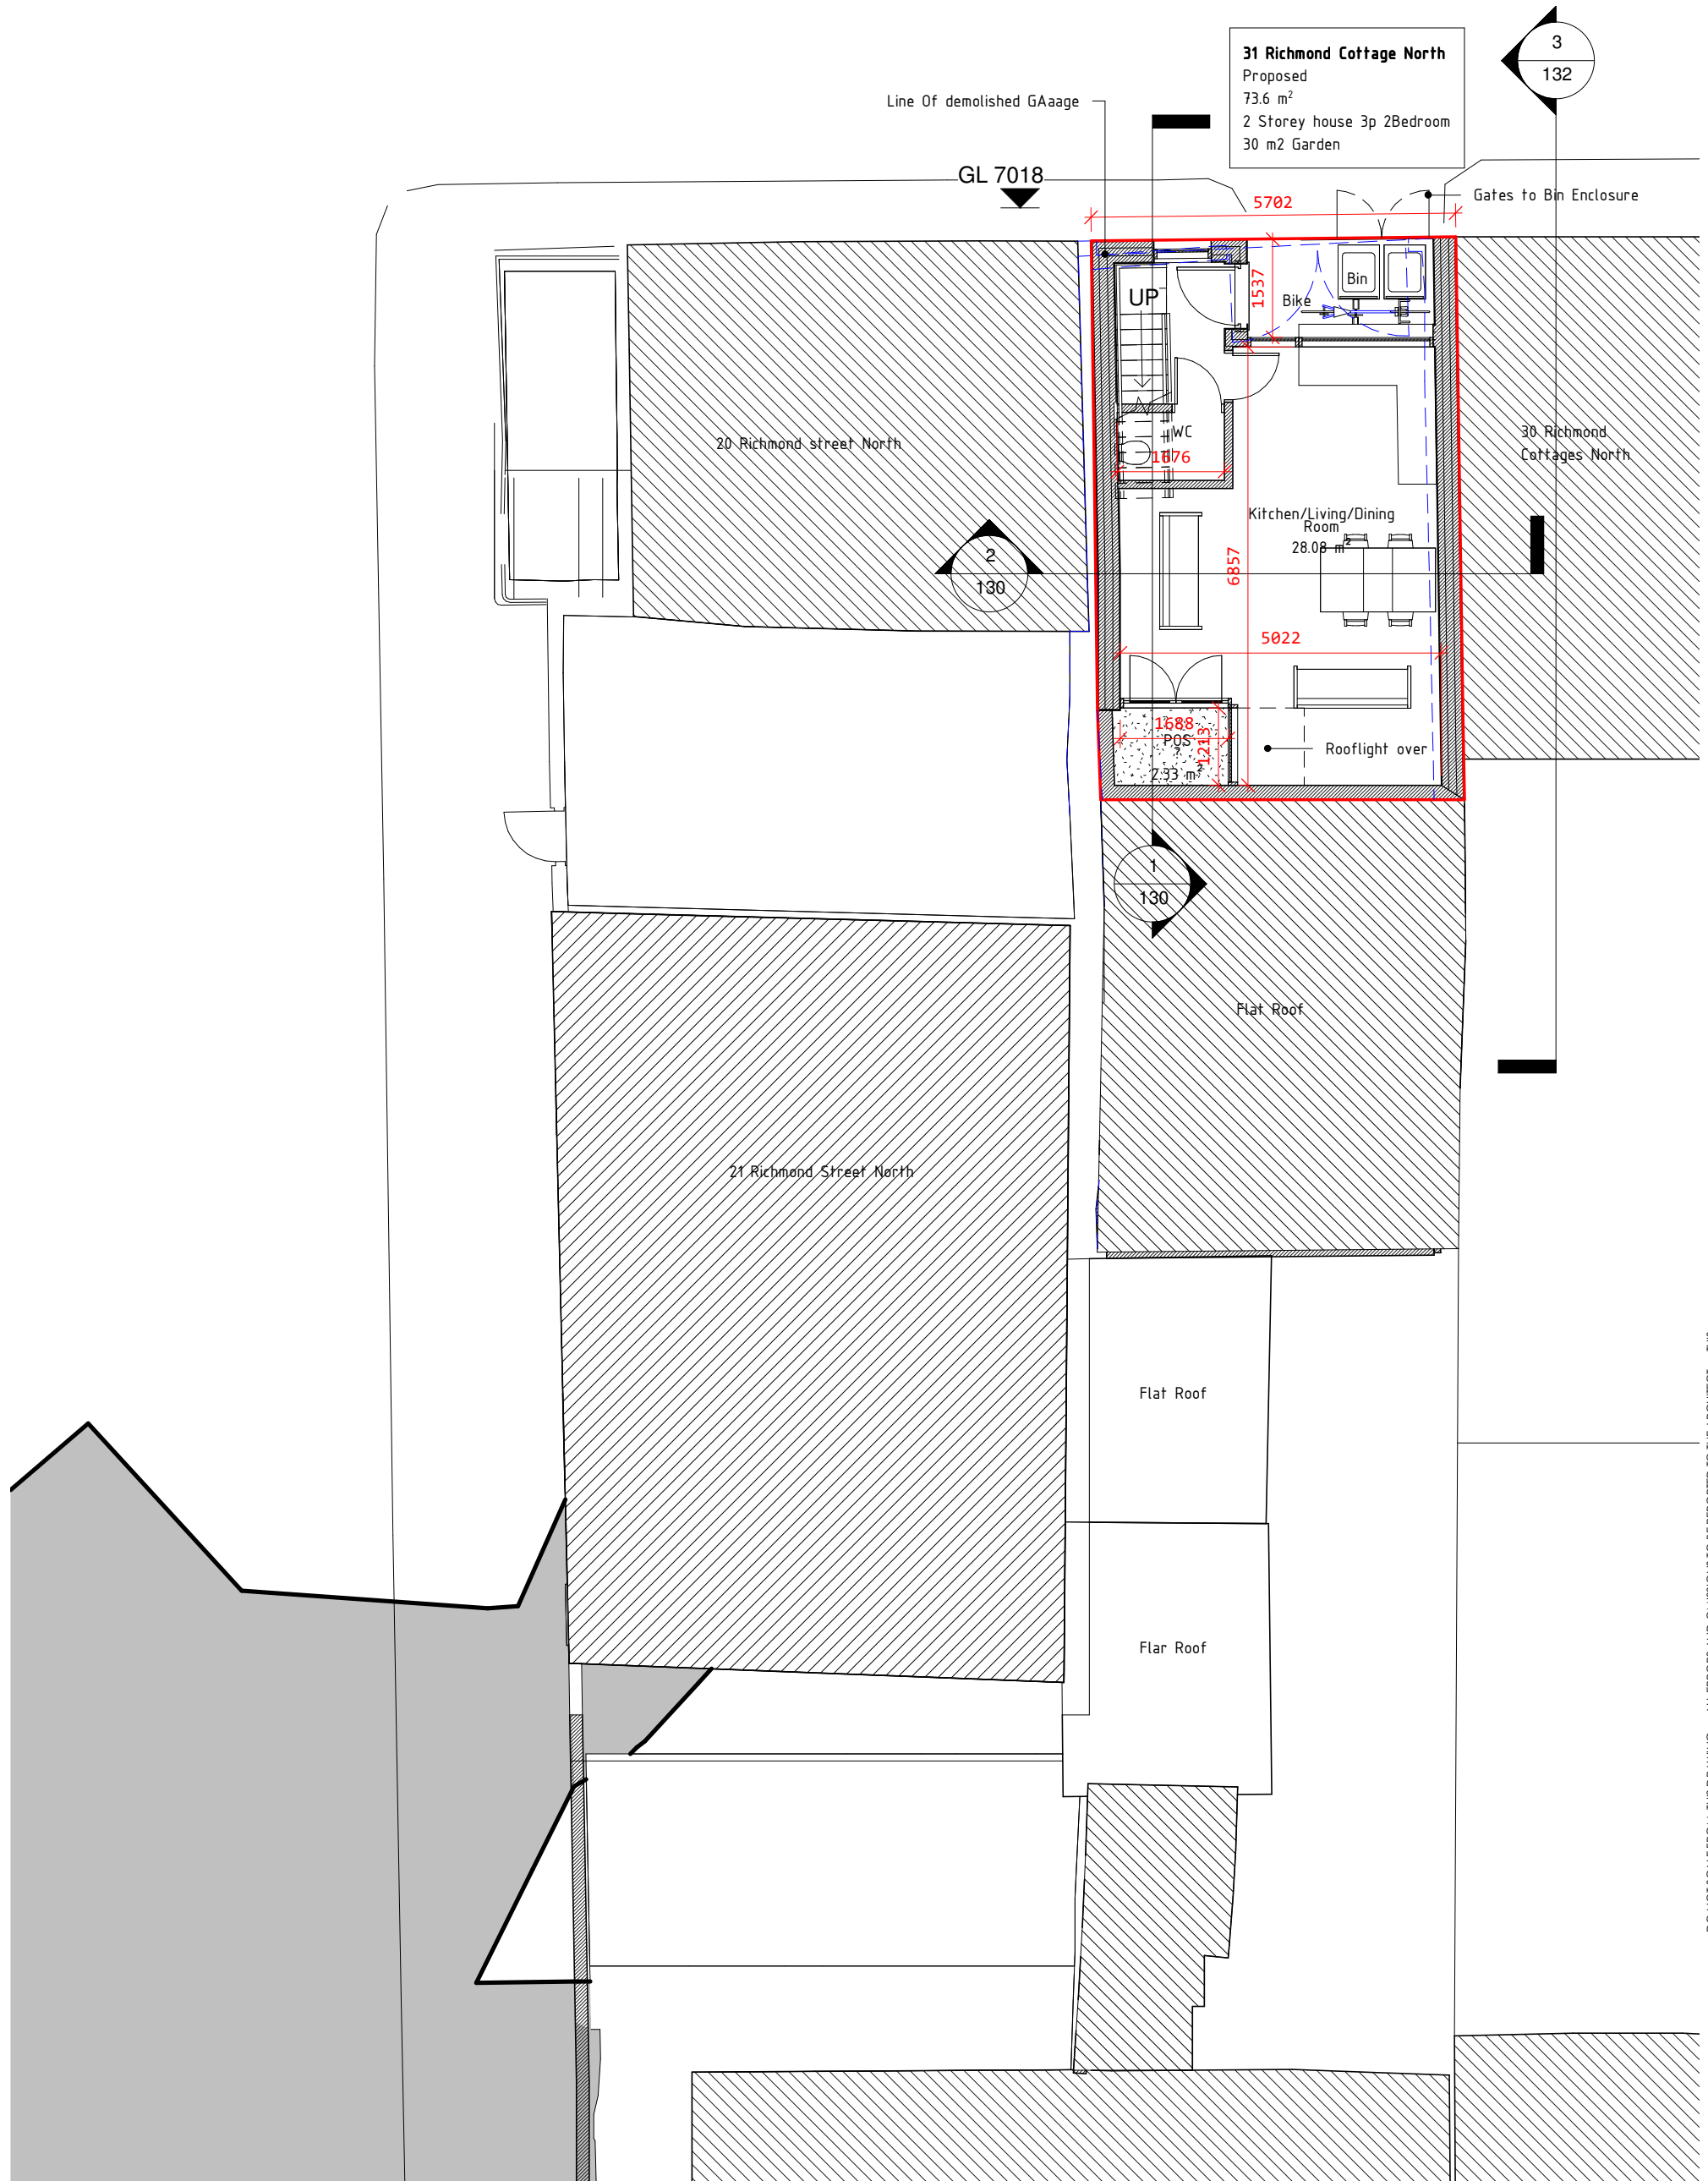 31 Richmond Cottage North
Proposed
73.6 m²
2 Storey house 3p 2Bedroom
30 m2 Garden
3
132
Line Of demolished GAaage
GL 7018
Gates to Bin Enclosure
5702
UP
1537
Bin
Bike
WC
1676
20 Richmond street North
30 Richmond
Cottages North
Kitchen/Living/Dining
Room
28.08 m²
2
130
6857
5022
1688
POS
?
1213
2.33 m²
Rooflight over
1
130
Flat Roof
21 Richmond Street North
Flat Roof
Flar Roof